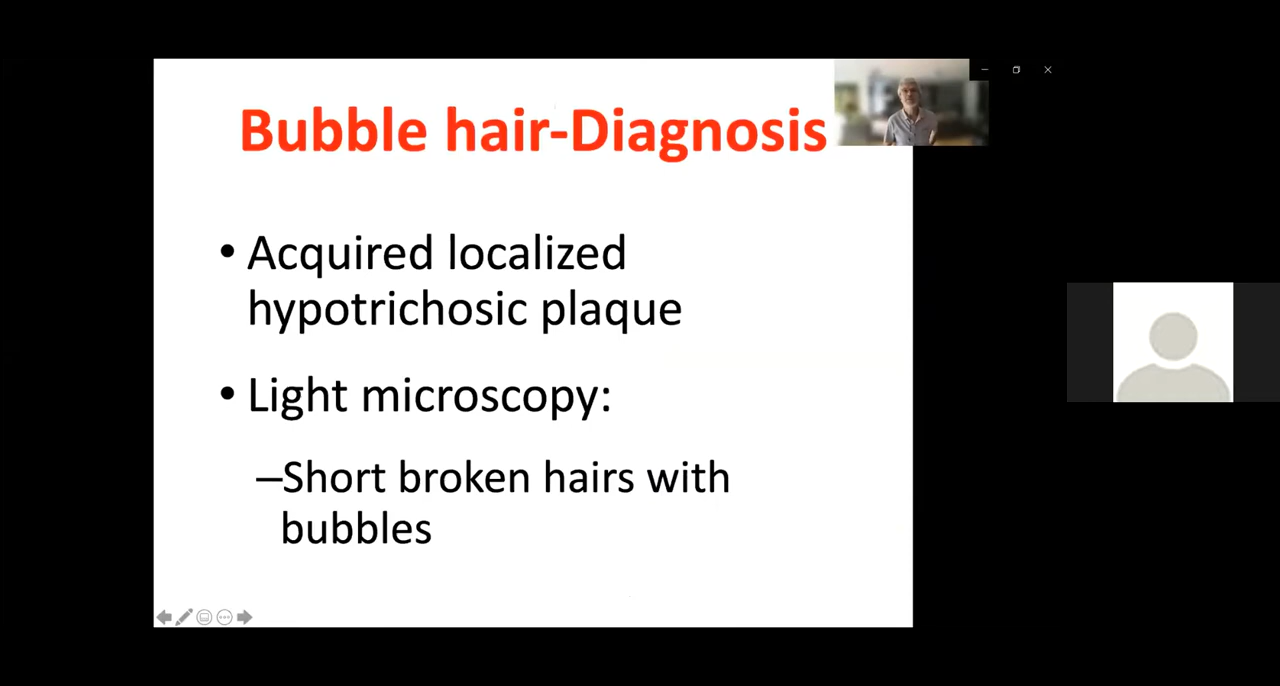 Bubble hair-Diagnosis
• Acquired localized
hypotrichosic plaque
• Light microscopy:
–Short broken hairs with
bubbles